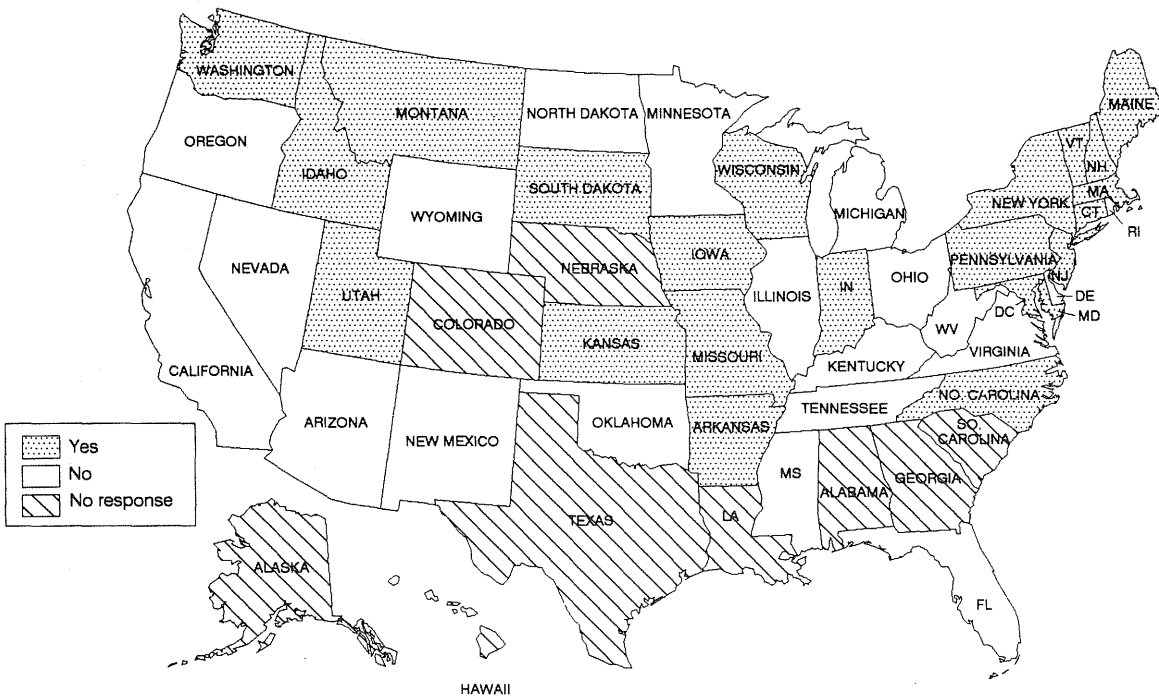 WASHINGTON
MONTANA
NORTH DAKOTA
MINNESOTA
MAINE
OREGON
IDAHO
VT
NH
WISCONSIN
SOUTH DAKOTA
MA
NEW YORK
WYOMING
MICHIGAN
CT
RI
IOWA
PENNSYLVANIA
NEVADA
NEBRASKA
OHIO
NJ
UTAH
ILLINOIS
IN
DE
DC
MD
COLORADO
WV
KANSAS
MISSOURI
VIRGINIA
KENTUCKY
CALIFORNIA
NO. CAROLINA
TENNESSEE
ARIZONA
OKLAHOMA
ARKANSAS
NEW MEXICO
SO.
CAROLINA
Yes
No
No response
MS
GEORGIA
ALABAMA
LA
TEXAS
ALASKA
FL
HAWAII